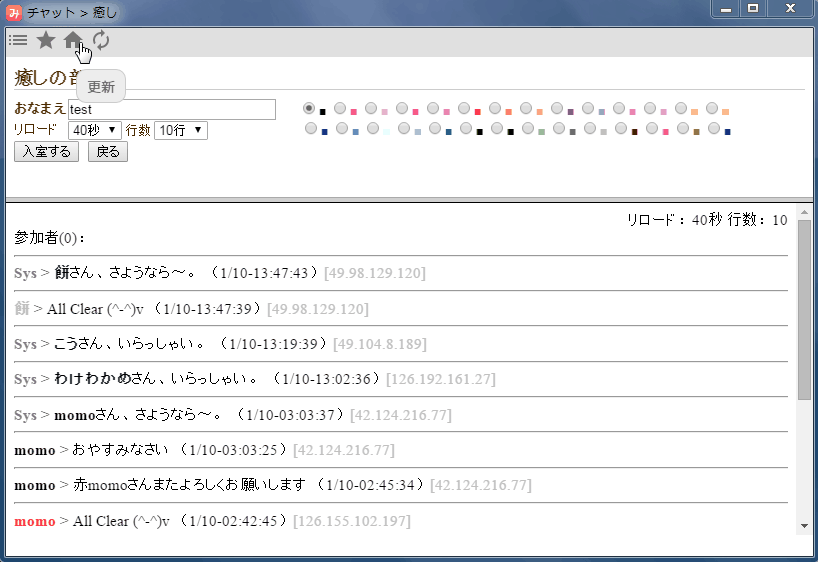 み チャット > 癒し
癒しの部
更新
おなまえ test
リロード 40秒 行数 10行
入室する 戻る
リロード : 40秒 行数 : 10
参加者(0) :
Sys > 餅さん、さようなら～。 （1/10-13:47:43）[49.98.129.120]
餅 > All Clear (^-^)v （1/10-13:47:39）[49.98.129.120]
Sys > こうさん、いらっしゃい。 （1/10-13:19:39）[49.104.8.189]
Sys > わけわかめさん、いらっしゃい。 （1/10-13:02:36）[126.192.161.27]
Sys > momoさん、さようなら～。 （1/10-03:03:37）[42.124.216.77]
momo > おやすみなさい （1/10-03:03:25）[42.124.216.77]
momo > 赤momoさんまたよろしくお願いします （1/10-02:45:34）[42.124.216.77]
momo > All Clear (^-^)v （1/10-02:42:45）[126.155.102.197]